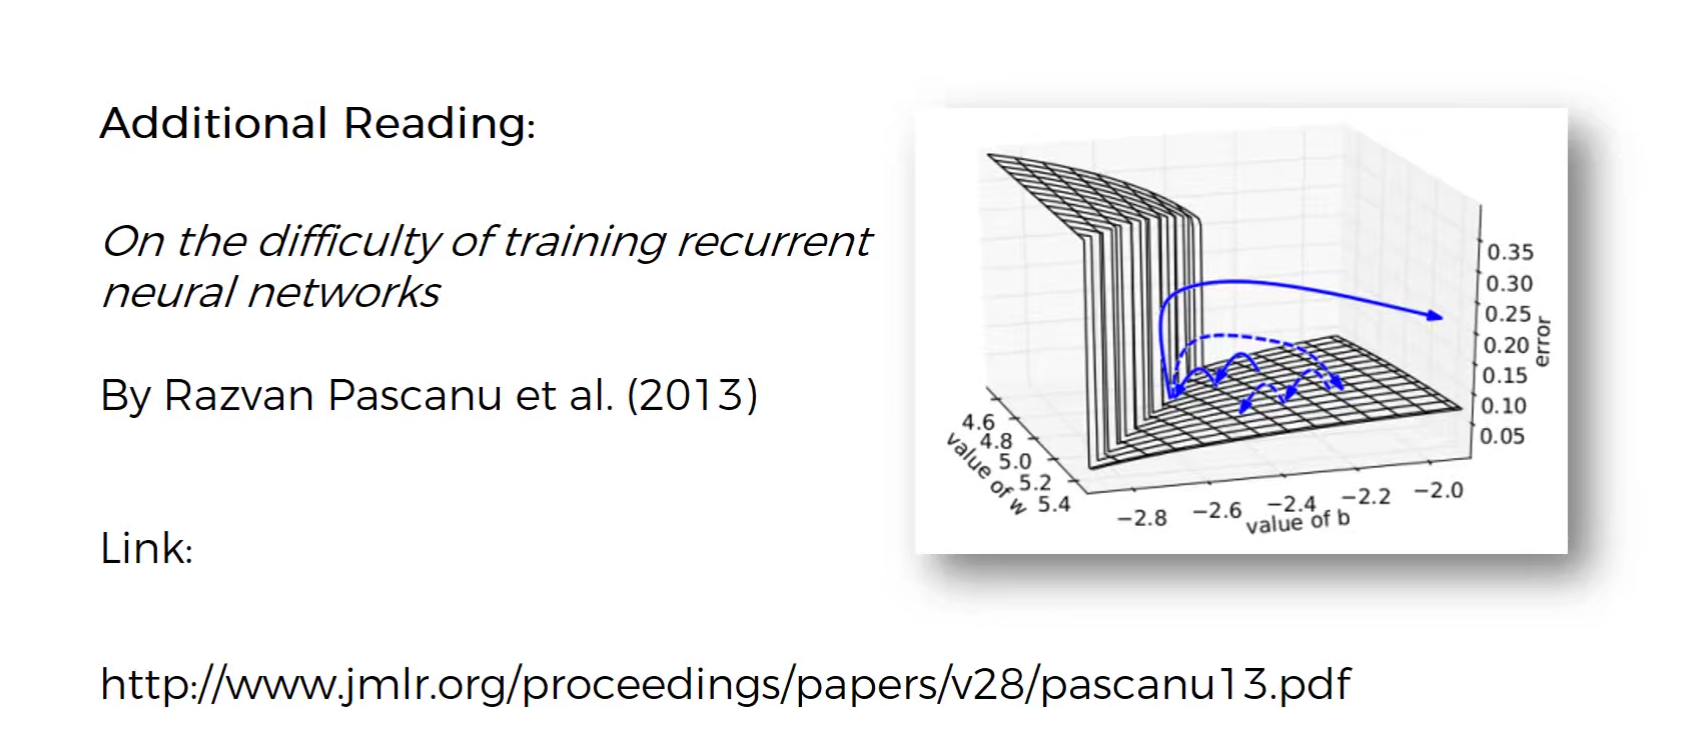 Additional Reading:
On the difficulty of training recurrent
neural networks
By Razvan Pascanu et al. (2013)
Link:
http://www.jmlr.org/proceedings/papers/v28/pascanu13.pdf
0.35
0.30
0.25
0.20
0.15
0.10
0.05
error
4.6
4.8
5.0
5.2
5.4
value of w
−2.8
−2.6
−2.4
−2.2
−2.0
value of b